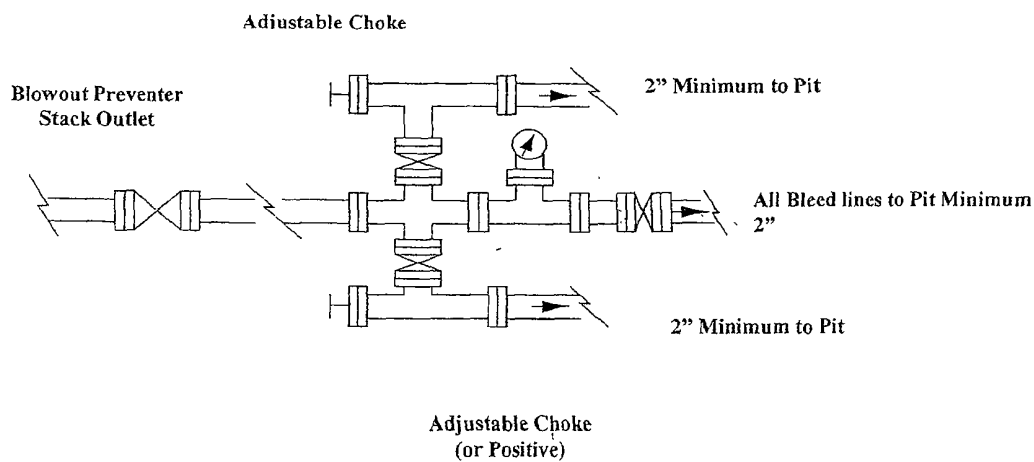 Adjustable Choke
2” Minimum to Pit
Blowout Preventer
Stack Outlet
All Bleed lines to Pit Minimum
2”
2” Minimum to Pit
Adjustable Choke
(or Positive)